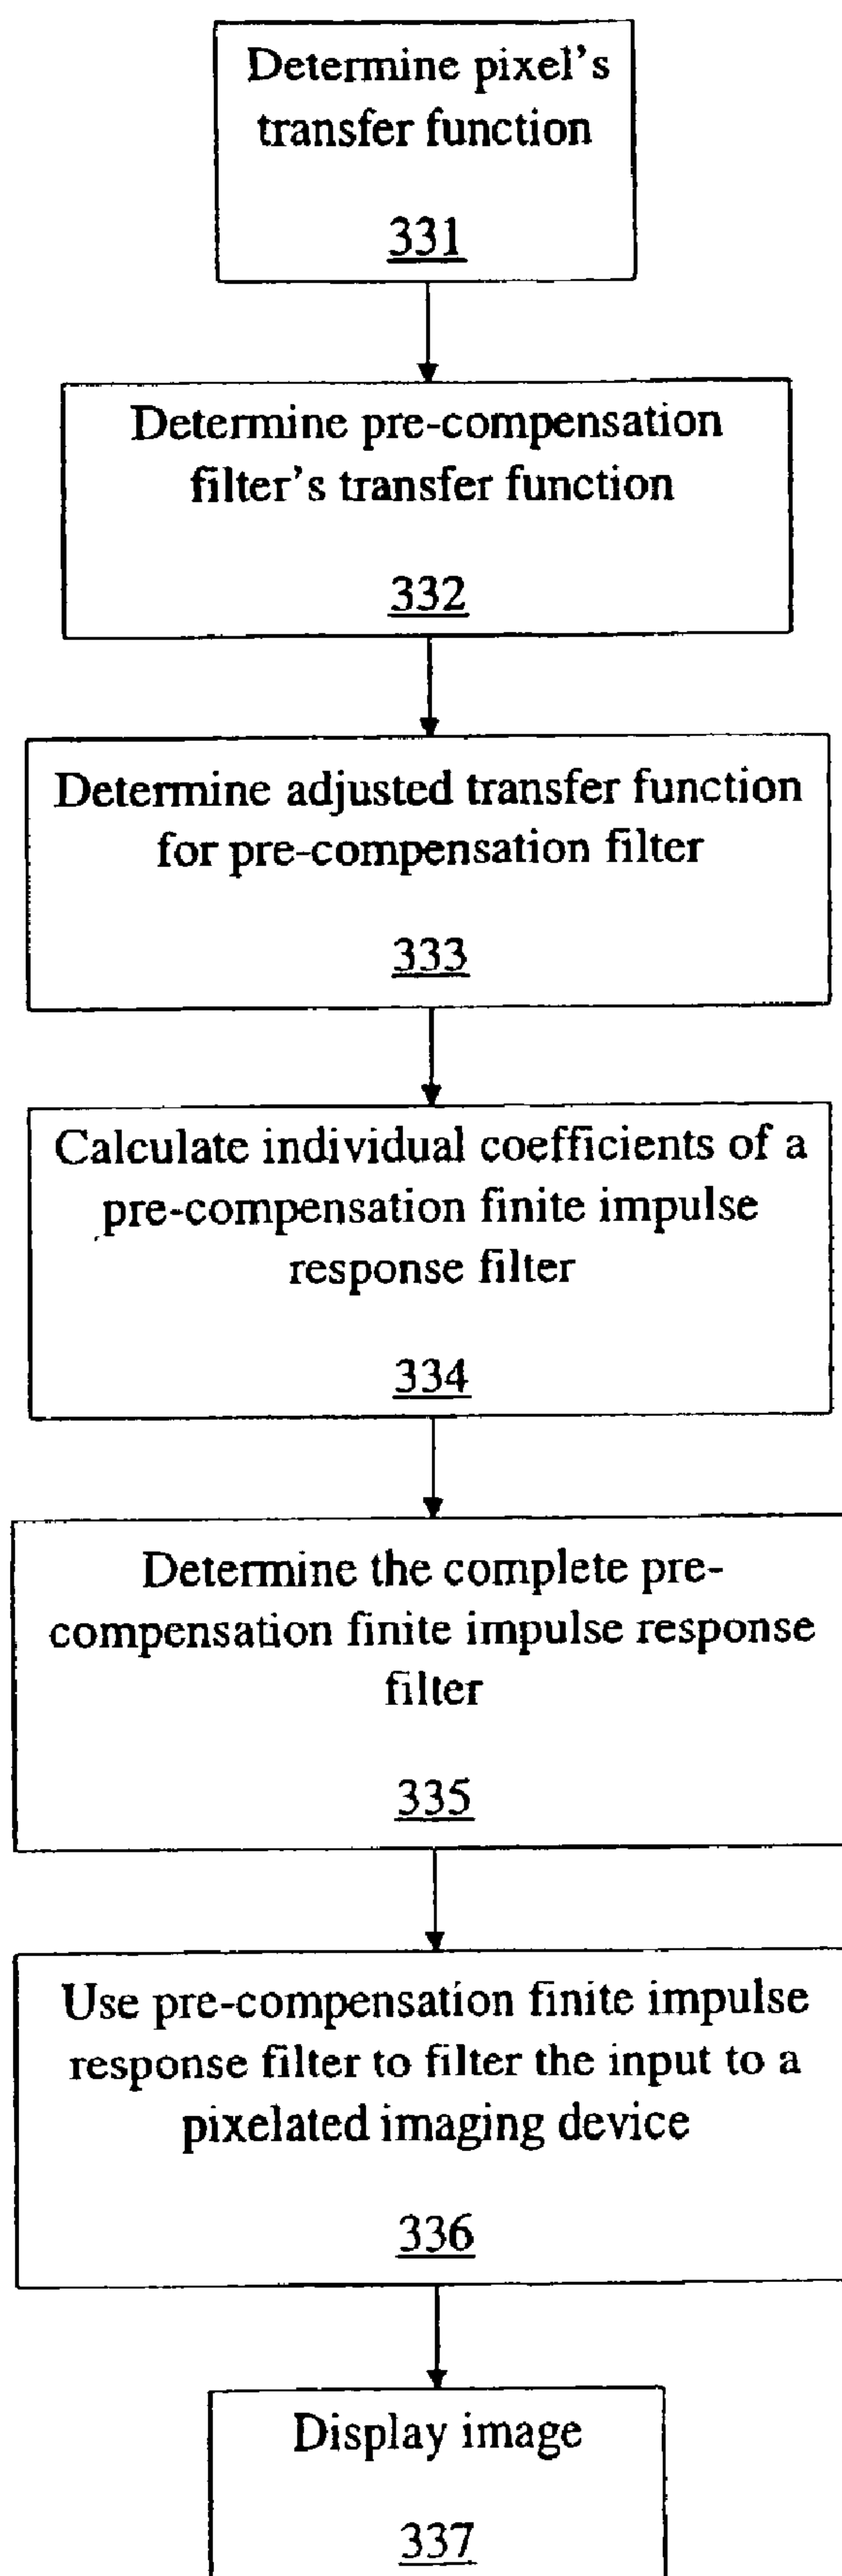 Determine pixel's
transfer function
331
Determine pre-compensation
filter's transfer function
332
Determine adjusted transfer function
for pre-compensation filter
333
Calculate individual coefficients of a
pre-compensation finite impulse
response filter
334
Determine the complete pre-
compensation finite impulse response
filter
335
Use pre-compensation finite impulse
response filter to filter the input to a
pixelated imaging device
336
Display image
337